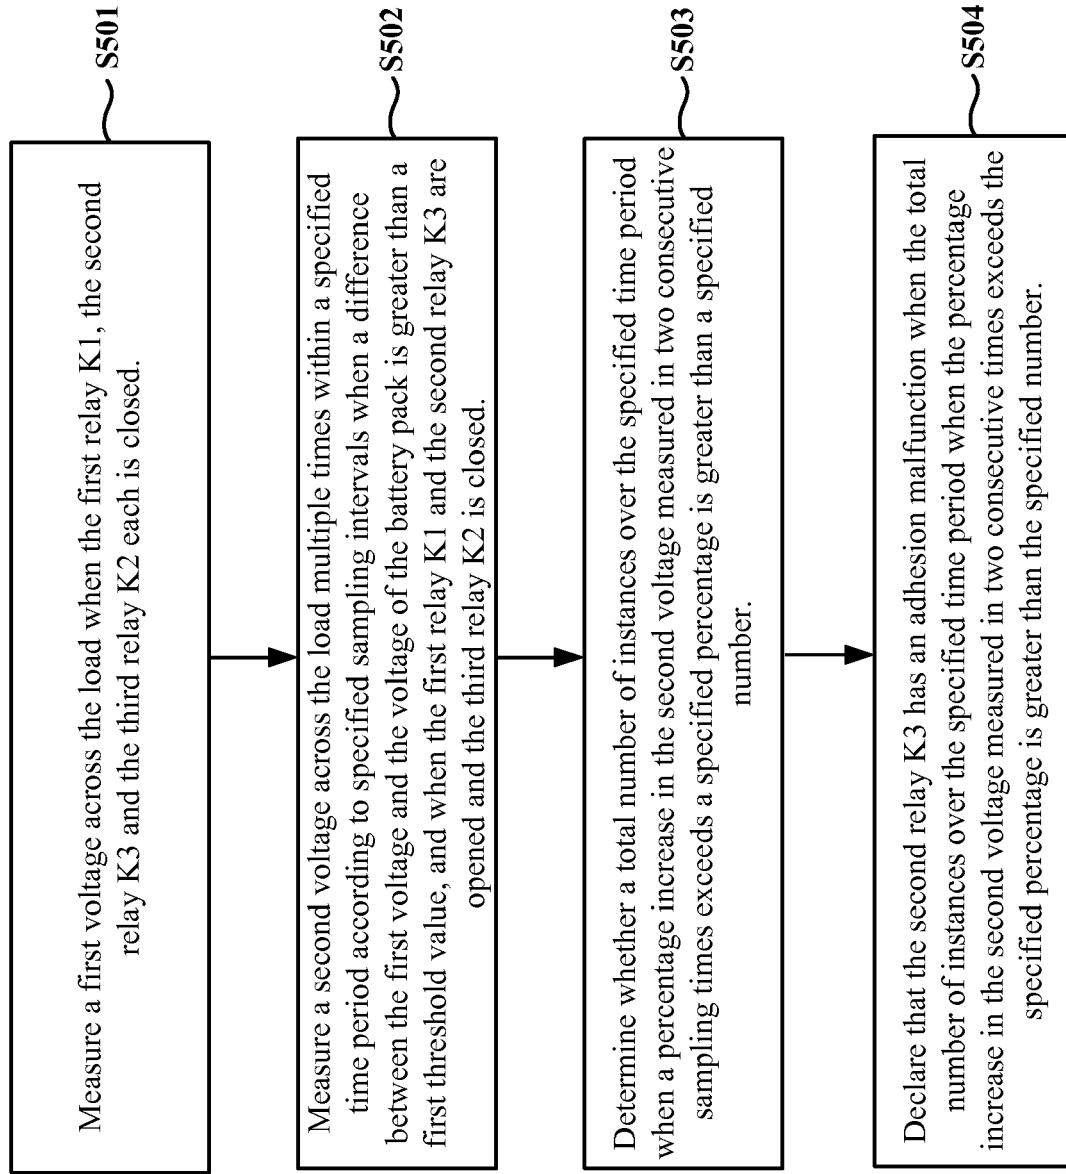 S501
Measure a first voltage across the load when the first relay K1, the second
relay K3 and the third relay K2 each is closed.
S502
Measure a second voltage across the load multiple times within a specified
time period according to specified sampling intervals when a difference
between the first voltage and the voltage of the battery pack is greater than a
first threshold value, and when the first relay K1 and the second relay K3 are
opened and the third relay K2 is closed.
S503
Determine whether a total number of instances over the specified time period
when a percentage increase in the second voltage measured in two consecutive
sampling times exceeds a specified percentage is greater than a specified
number.
S504
Declare that the second relay K3 has an adhesion malfunction when the total
number of instances over the specified time period when the percentage
increase in the second voltage measured in two consecutive times exceeds the
specified percentage is greater than the specified number.